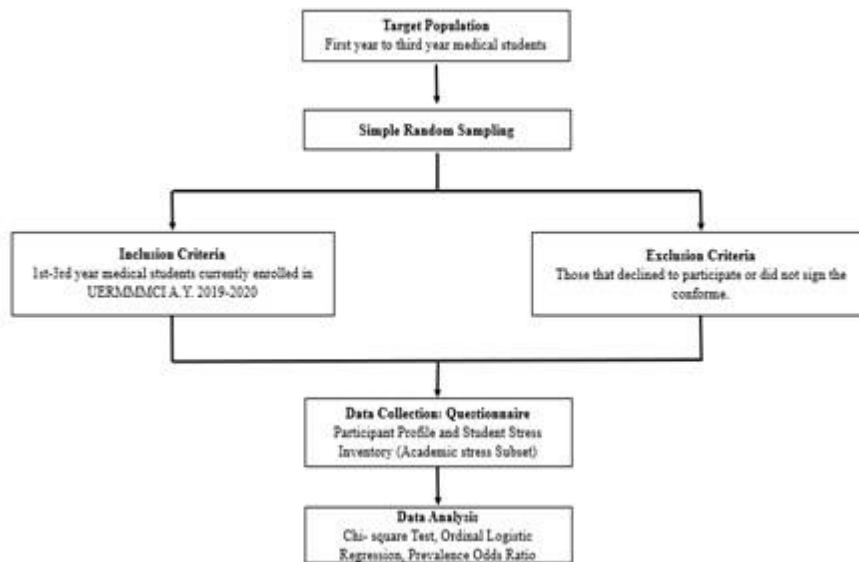 Target Population
First year to third year medical students
Simple Random Sampling
Inclusion Criteria
1st-3rd year medical students currently enrolled in
UERMMMCI A.Y. 2019-2020
Exclusion Criteria
Those that declined to participate or did not sign the
conforme.
Data Collection: Questionnaire
Participant Profile and Student Stress
Inventory (Academic stress Subset)
Data Analysis
Chi- square Test, Ordinal Logistic
Regression, Prevalence Odds Ratio